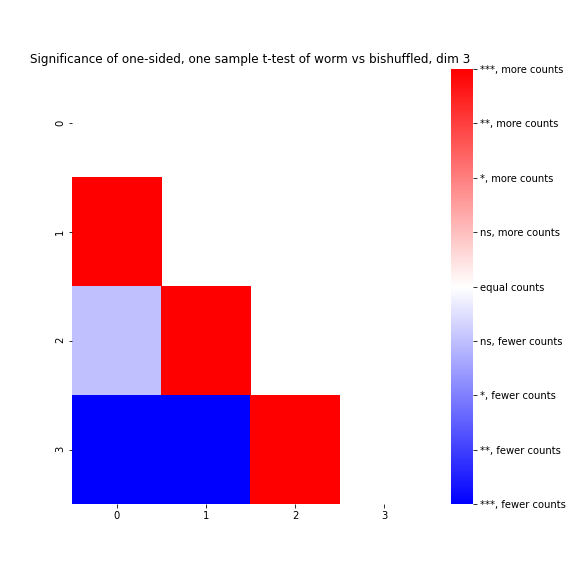 Significance of one-sided, one sample t-test of worm vs bishuffled, dim 3
0
1
2
3
0 1 2 3
***, more counts
**, more counts
*, more counts
ns, more counts
equal counts
ns, fewer counts
*, fewer counts
**, fewer counts
***, fewer counts